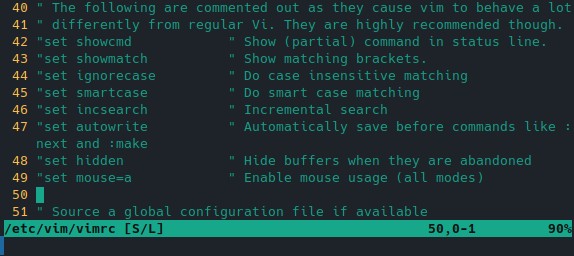 40 " The following are commented out as they cause vim to behave a lot
41 " differently from regular Vi. They are highly recommended though.
42 "set showcmd            " Show (partial) command in status line.
43 "set showmatch          " Show matching brackets.
44 "set ignorecase         " Do case insensitive matching
45 "set smartcase          " Do smart case matching
46 "set incsearch          " Incremental search
47 "set autowrite          " Automatically save before commands like :
next and :make
48 "set hidden             " Hide buffers when they are abandoned
49 "set mouse=a            " Enable mouse usage (all modes)
50
51 " Source a global configuration file if available
/etc/vim/vimrc [S/L]                                       50,0-1         90%